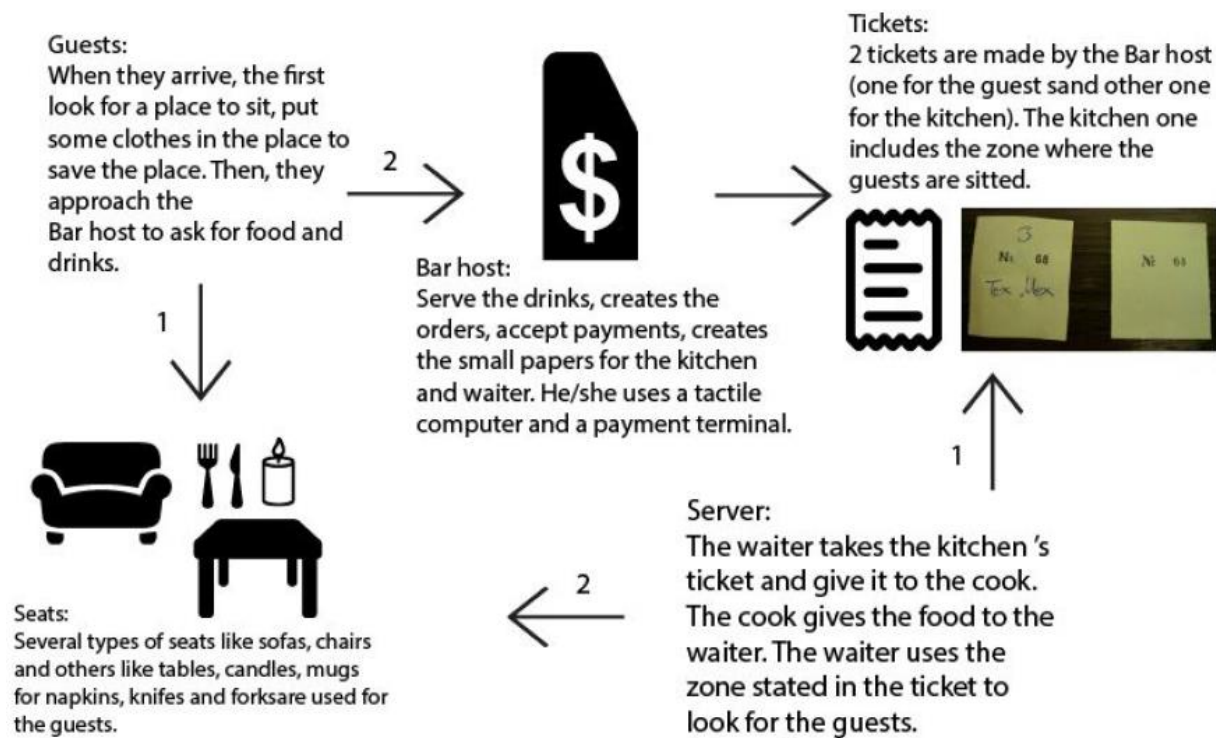 Guests:
When they arrive, the first
look for a place to sit, put
some clothes in the place to
save the place. Then, they
approach the
Bar host to ask for food and
drinks.
2
1
$
Bar host:
Serve the drinks, creates the
orders, accept payments, creates
the small papers for the kitchen
and waiter. He/she uses a tactile
computer and a payment terminal.
Tickets:
2 tickets are made by the Bar host
(one for the guest sand other one
for the kitchen). The kitchen one
includes the zone where the
guests are sitted.
3
Nº 68
Tex Mex
Nº 68
1
Server:
The waiter takes the kitchen 's
ticket and give it to the cook.
The cook gives the food to the
waiter. The waiter uses the
zone stated in the ticket to
look for the guests.
2
Seats:
Several types of seats like sofas, chairs
and others like tables, candles, mugs
for napkins, knifes and forksare used for
the guests.